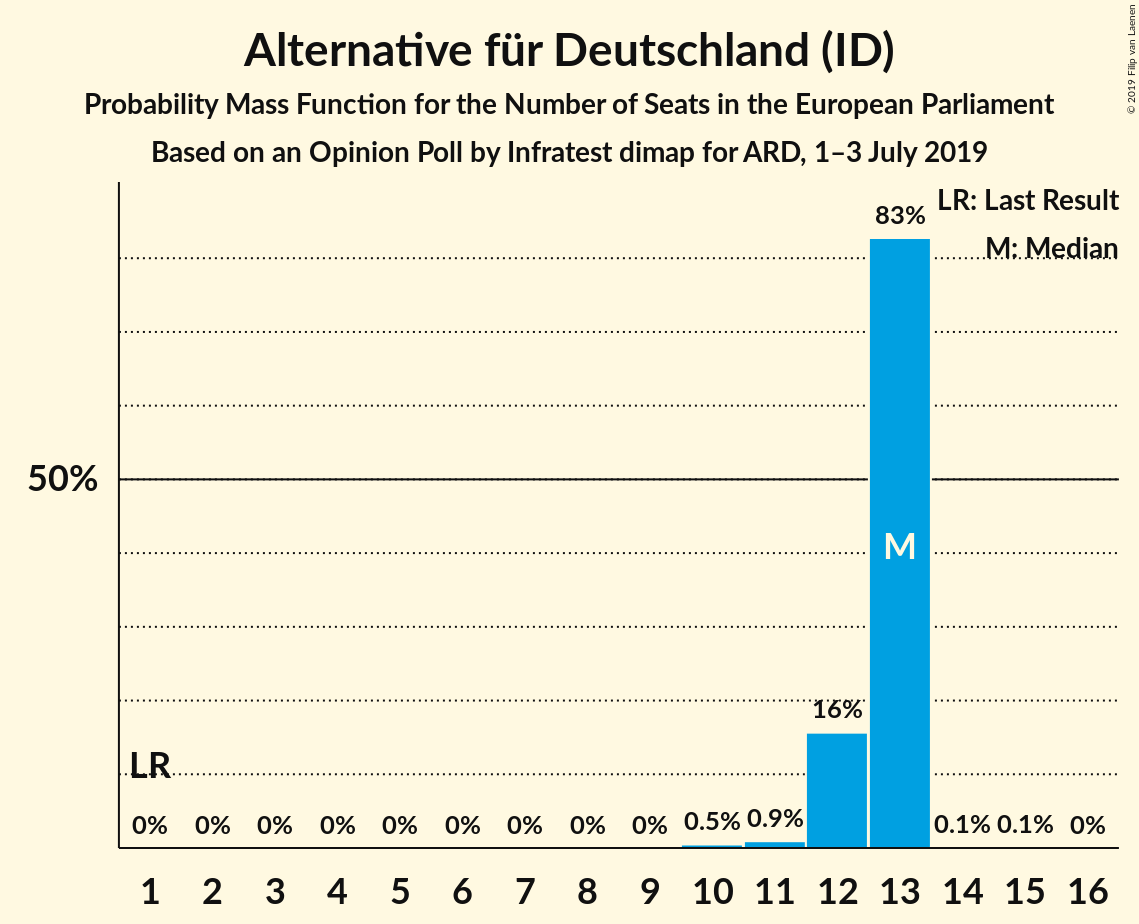 Alternative für Deutschland (ID)
Probability Mass Function for the Number of Seats in the European Parliament
Based on an Opinion Poll by Infratest dimap for ARD, 1–3 July 2019
© 2019 Filip van Laenen
LR: Last Result
M: Median
83%
50%
M
16%
LR
0% 0% 0% 0% 0% 0% 0% 0% 0% 0.5% 0.9% 0.1% 0.1% 0%
1 2 3 4 5 6 7 8 9 10 11 12 13 14 15 16